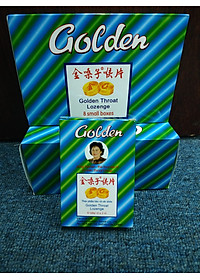 Golden
金嗓子喉片
Golden Throat
Lozenge
8 small boxes
Golden
金嗓子喉片
Golden Throat
Lozenge